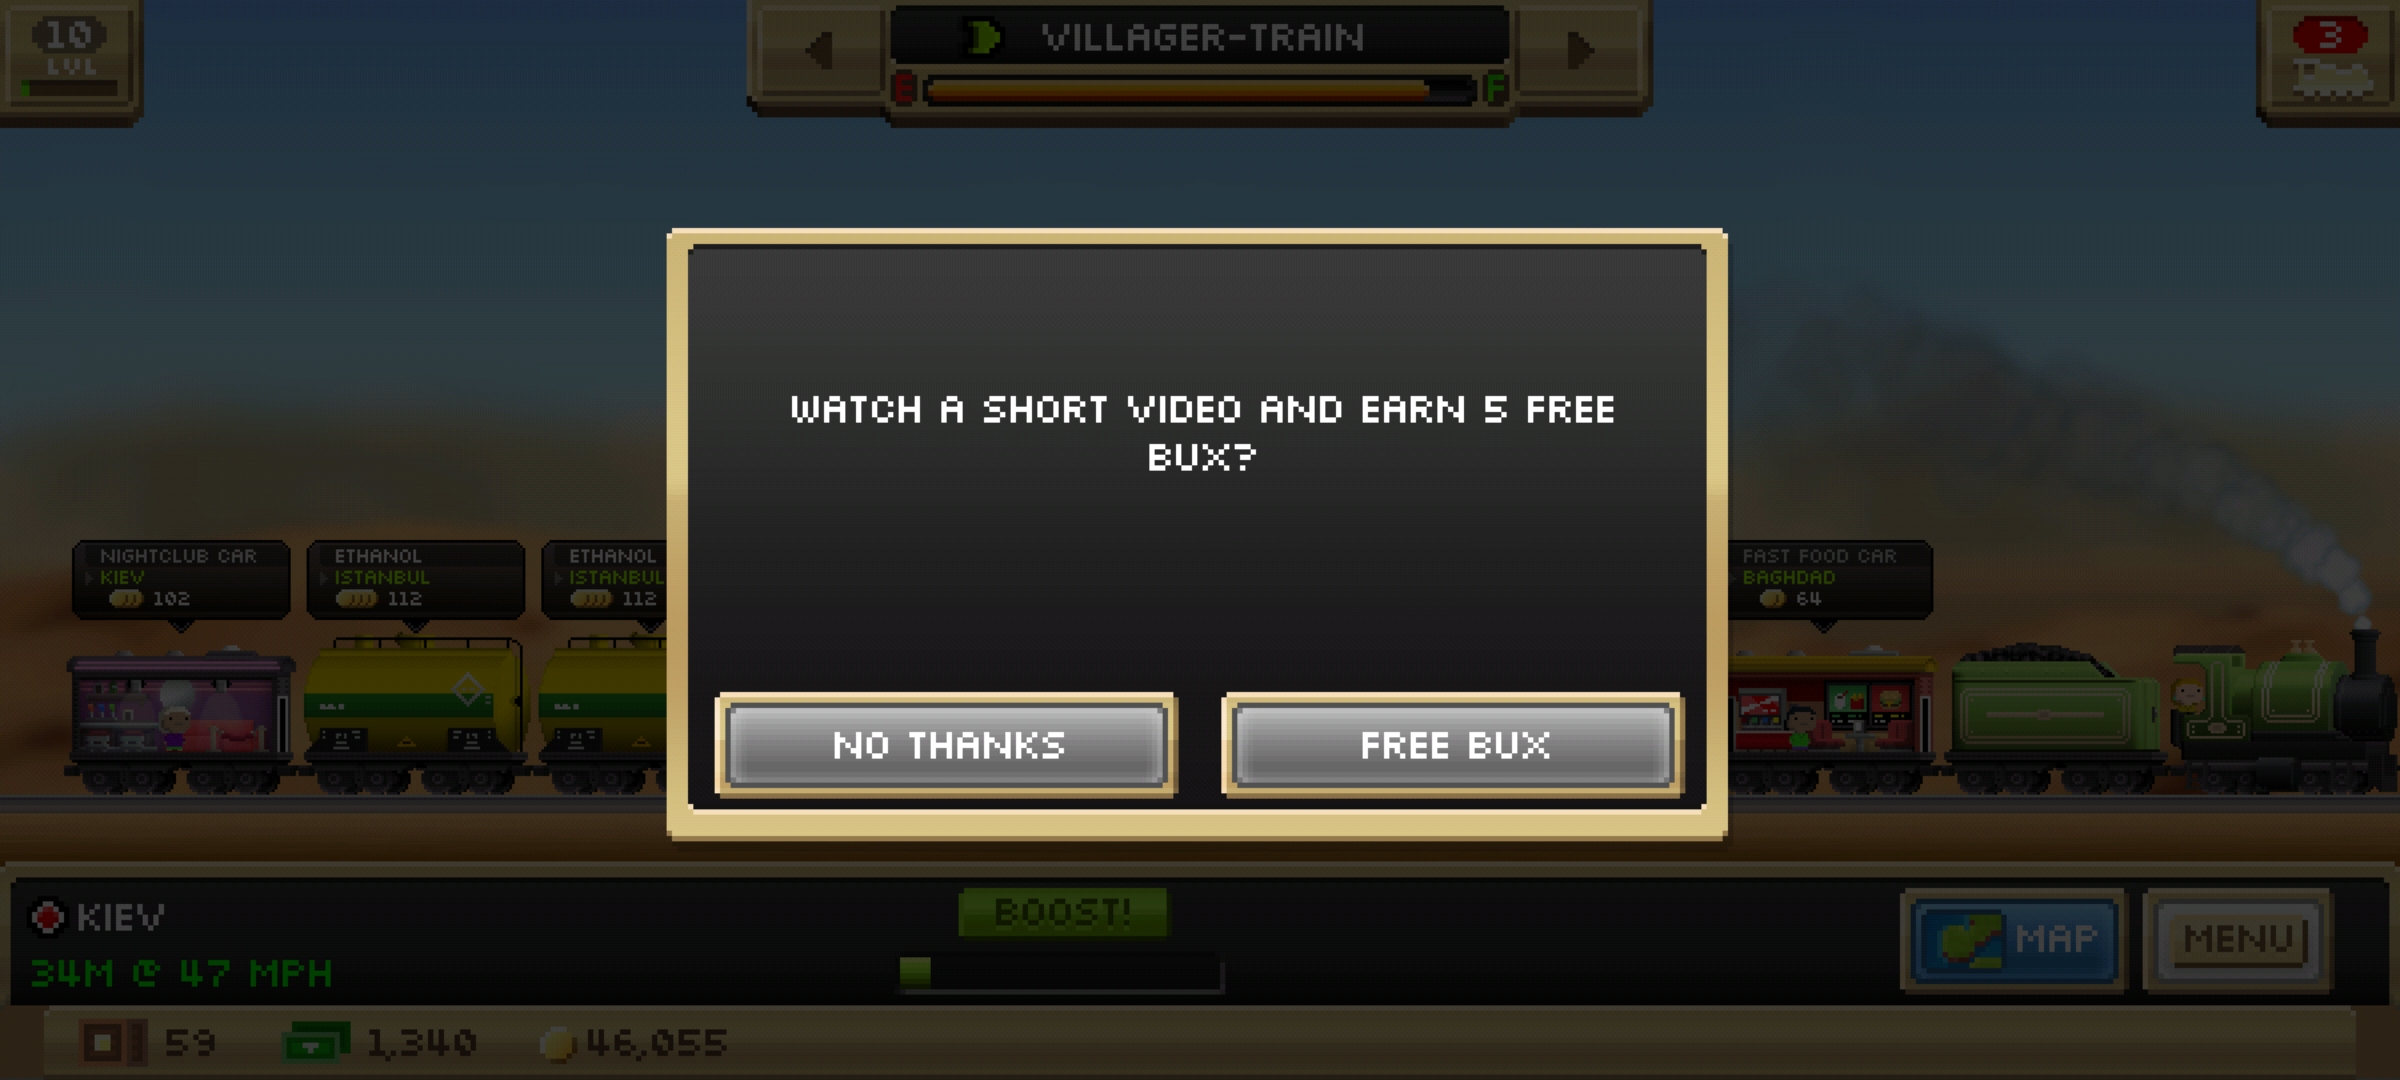 10
LVL
VILLAGER-TRAIN
E F
3
WATCH A SHORT VIDEO AND EARN 5 FREE
BUX?
NIGHTCLUB CAR
KIEV
102
ETHANOL
ISTANBUL
112
ETHANOL
ISTANBUL
112
FAST FOOD CAR
BAGHDAD
64
NO THANKS
FREE BUX
KIEV
34M @ 47 MPH
BOOST!
MAP
MENU
59
1,340
46,055